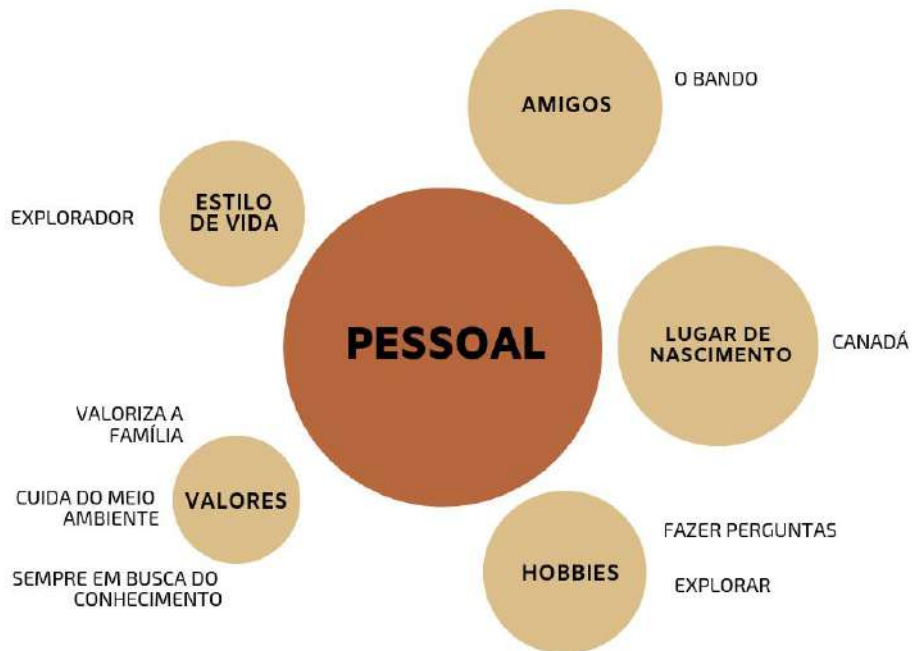 AMIGOS
O BANDO
ESTILO
DE VIDA
EXPLORADOR
PESSOAL
LUGAR DE
NASCIMENTO
CANADÁ
VALORIZA A
FAMÍLIA
CUIDA DO MEIO
AMBIENTE
VALORES
SEMPRE EM BUSCA DO
CONHECIMENTO
HOBBIES
FAZER PERGUNTAS
EXPLORAR